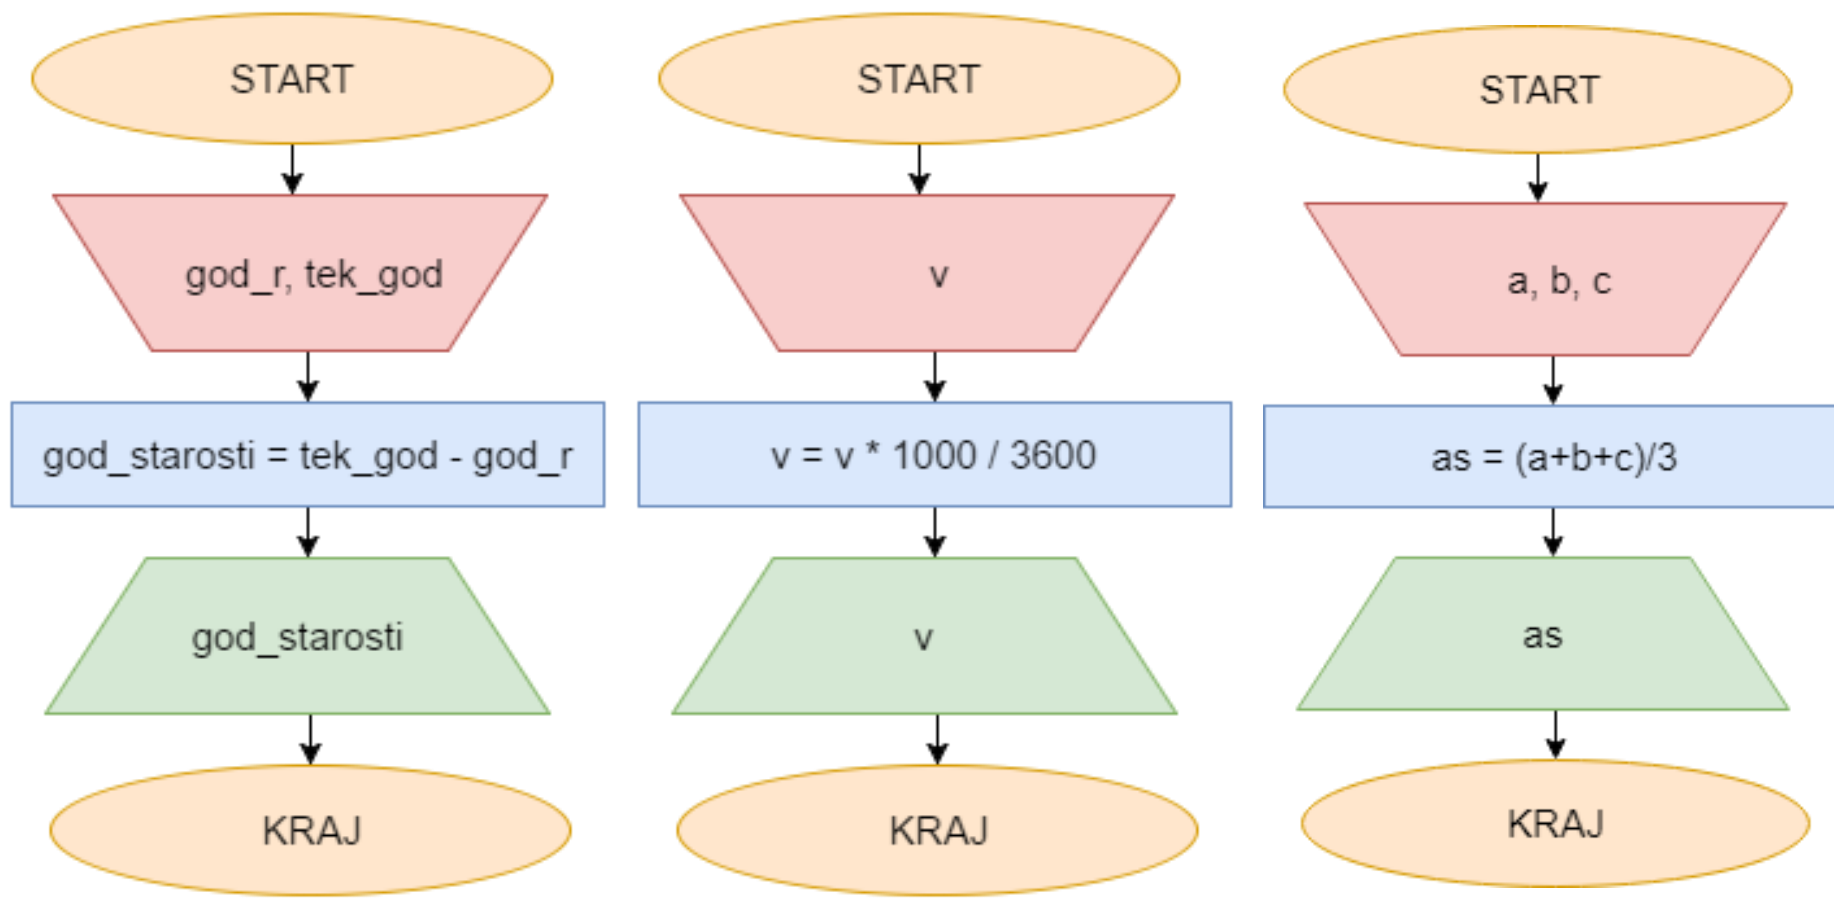 START
god_r, tek_god
god_starosti = tek_god - god_r
god_starosti
KRAJ
START
v
v = v * 1000 / 3600
v
KRAJ
START
a, b, c
as = (a+b+c)/3
as
KRAJ